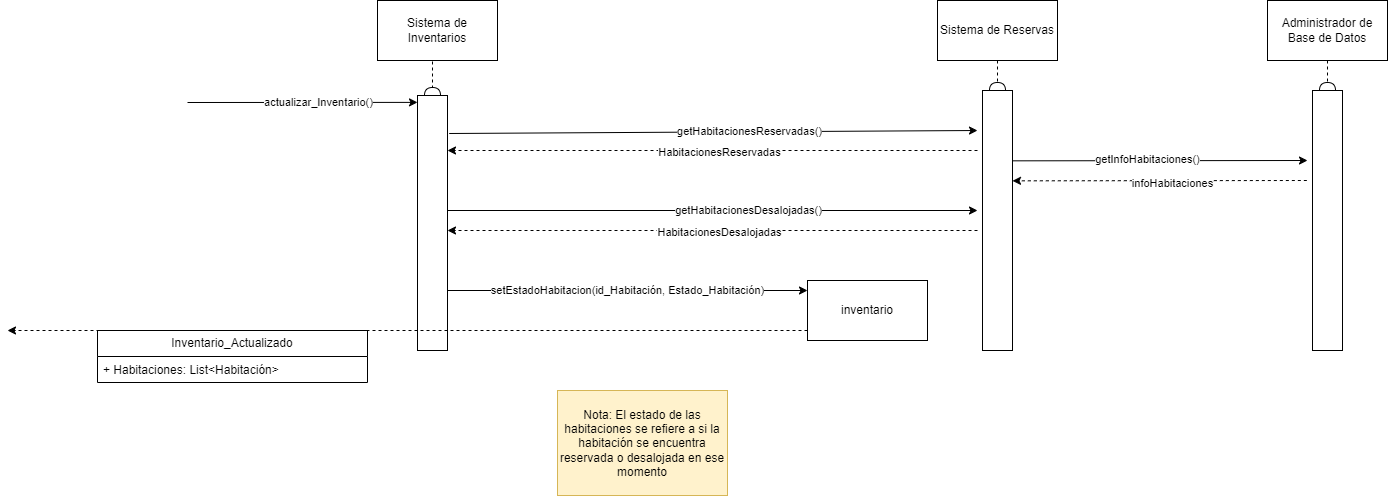 Sistema de
Inventarios
Sistema de Reservas
Administrador de
Base de Datos
actualizar_Inventario()
getHabitacionesReservadas()
HabitacionesReservadas
getInfoHabitaciones()
infoHabitaciones
getHabitacionesDesalojadas()
HabitacionesDesalojadas
setEstadoHabitacion(id_Habitación, Estado_Habitación)
inventario
Inventario_Actualizado
+ Habitaciones: List<Habitación>
Nota: El estado de las
habitaciones se refiere a si la
habitación se encuentra
reservada o desalojada en ese
momento